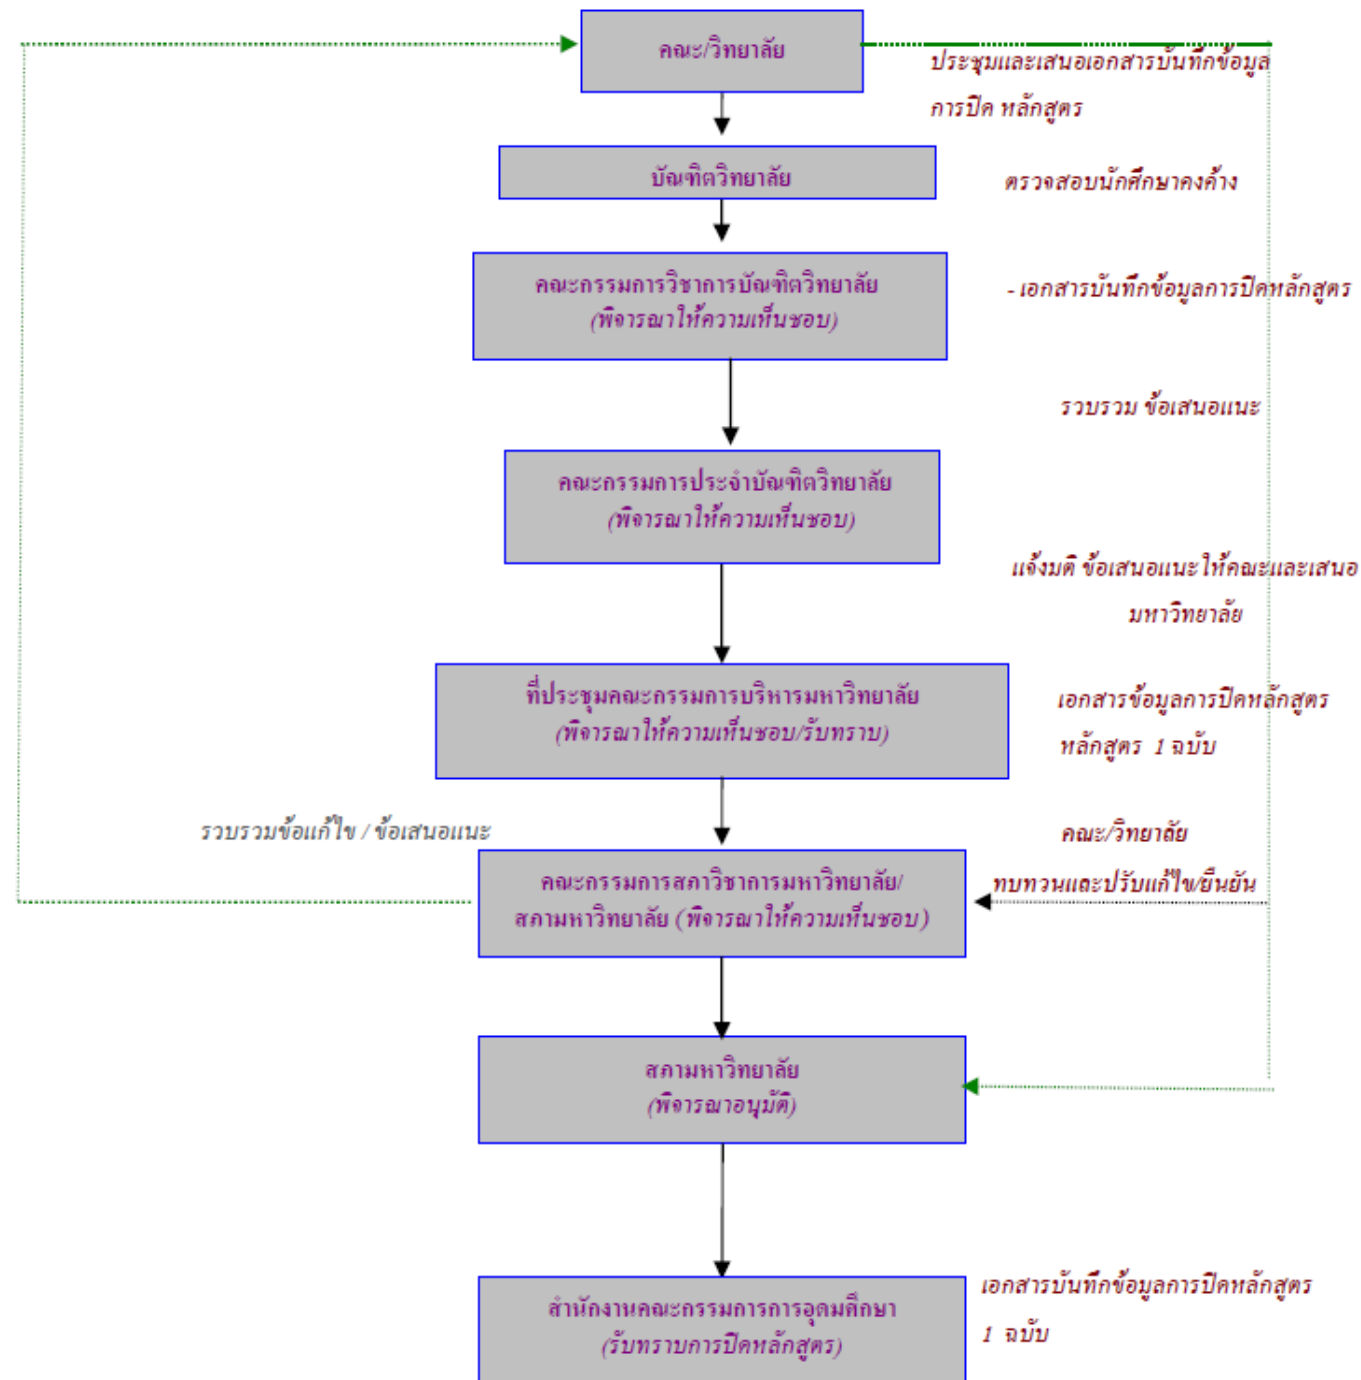 คณะ/วิทยาลัย
ประชุมและเสนอเอกสารบันทึกข้อมูล
การปิด หลักสูตร
บัณฑิตวิทยาลัย
ตรวจสอบนักศึกษาคงค้าง
คณะกรรมการวิชาการบัณฑิตวิทยาลัย
(พิจารณาให้ความเห็นชอบ)
- เอกสารบันทึกข้อมูลการปิดหลักสูตร
รวบรวม ข้อเสนอแนะ
คณะกรรมการประจำบัณฑิตวิทยาลัย
(พิจารณาให้ความเห็นชอบ)
แจ้งมติ ข้อเสนอแนะให้คณะและเสนอ
มหาวิทยาลัย
ที่ประชุมคณะกรรมการบริหารมหาวิทยาลัย
(พิจารณาให้ความเห็นชอบ/รับทราบ)
เอกสารข้อมูลการปิดหลักสูตร
หลักสูตร 1 ฉบับ
รวบรวมข้อแก้ไข / ข้อเสนอแนะ
คณะ/วิทยาลัย
ทบทวนและปรับแก้ไข/ยืนยัน
คณะกรรมการสภาวิชาการมหาวิทยาลัย/
สภามหาวิทยาลัย (พิจารณาให้ความเห็นชอบ)
สภามหาวิทยาลัย
(พิจารณาอนุมัติ)
สำนักงานคณะกรรมการการอุดมศึกษา
(รับทราบการปิดหลักสูตร)
เอกสารบันทึกข้อมูลการปิดหลักสูตร
1 ฉบับ